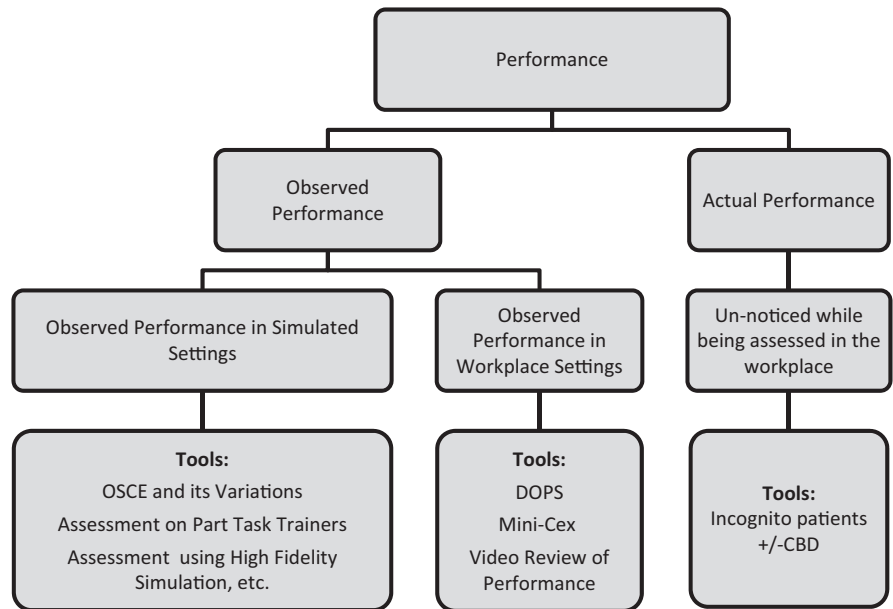 Performance
Observed
Performance
Actual Performance
Observed Performance in Simulated
Settings
Observed
Performance in
Workplace Settings
Un-noticed while
being assessed in the
workplace
Tools:
OSCE and its Variations
Assessment on Part Task Trainers
Assessment using High Fidelity
Simulation, etc.
Tools:
DOPS
Mini-Cex
Video Review of
Performance
Tools:
Incognito patients
+/-CBD